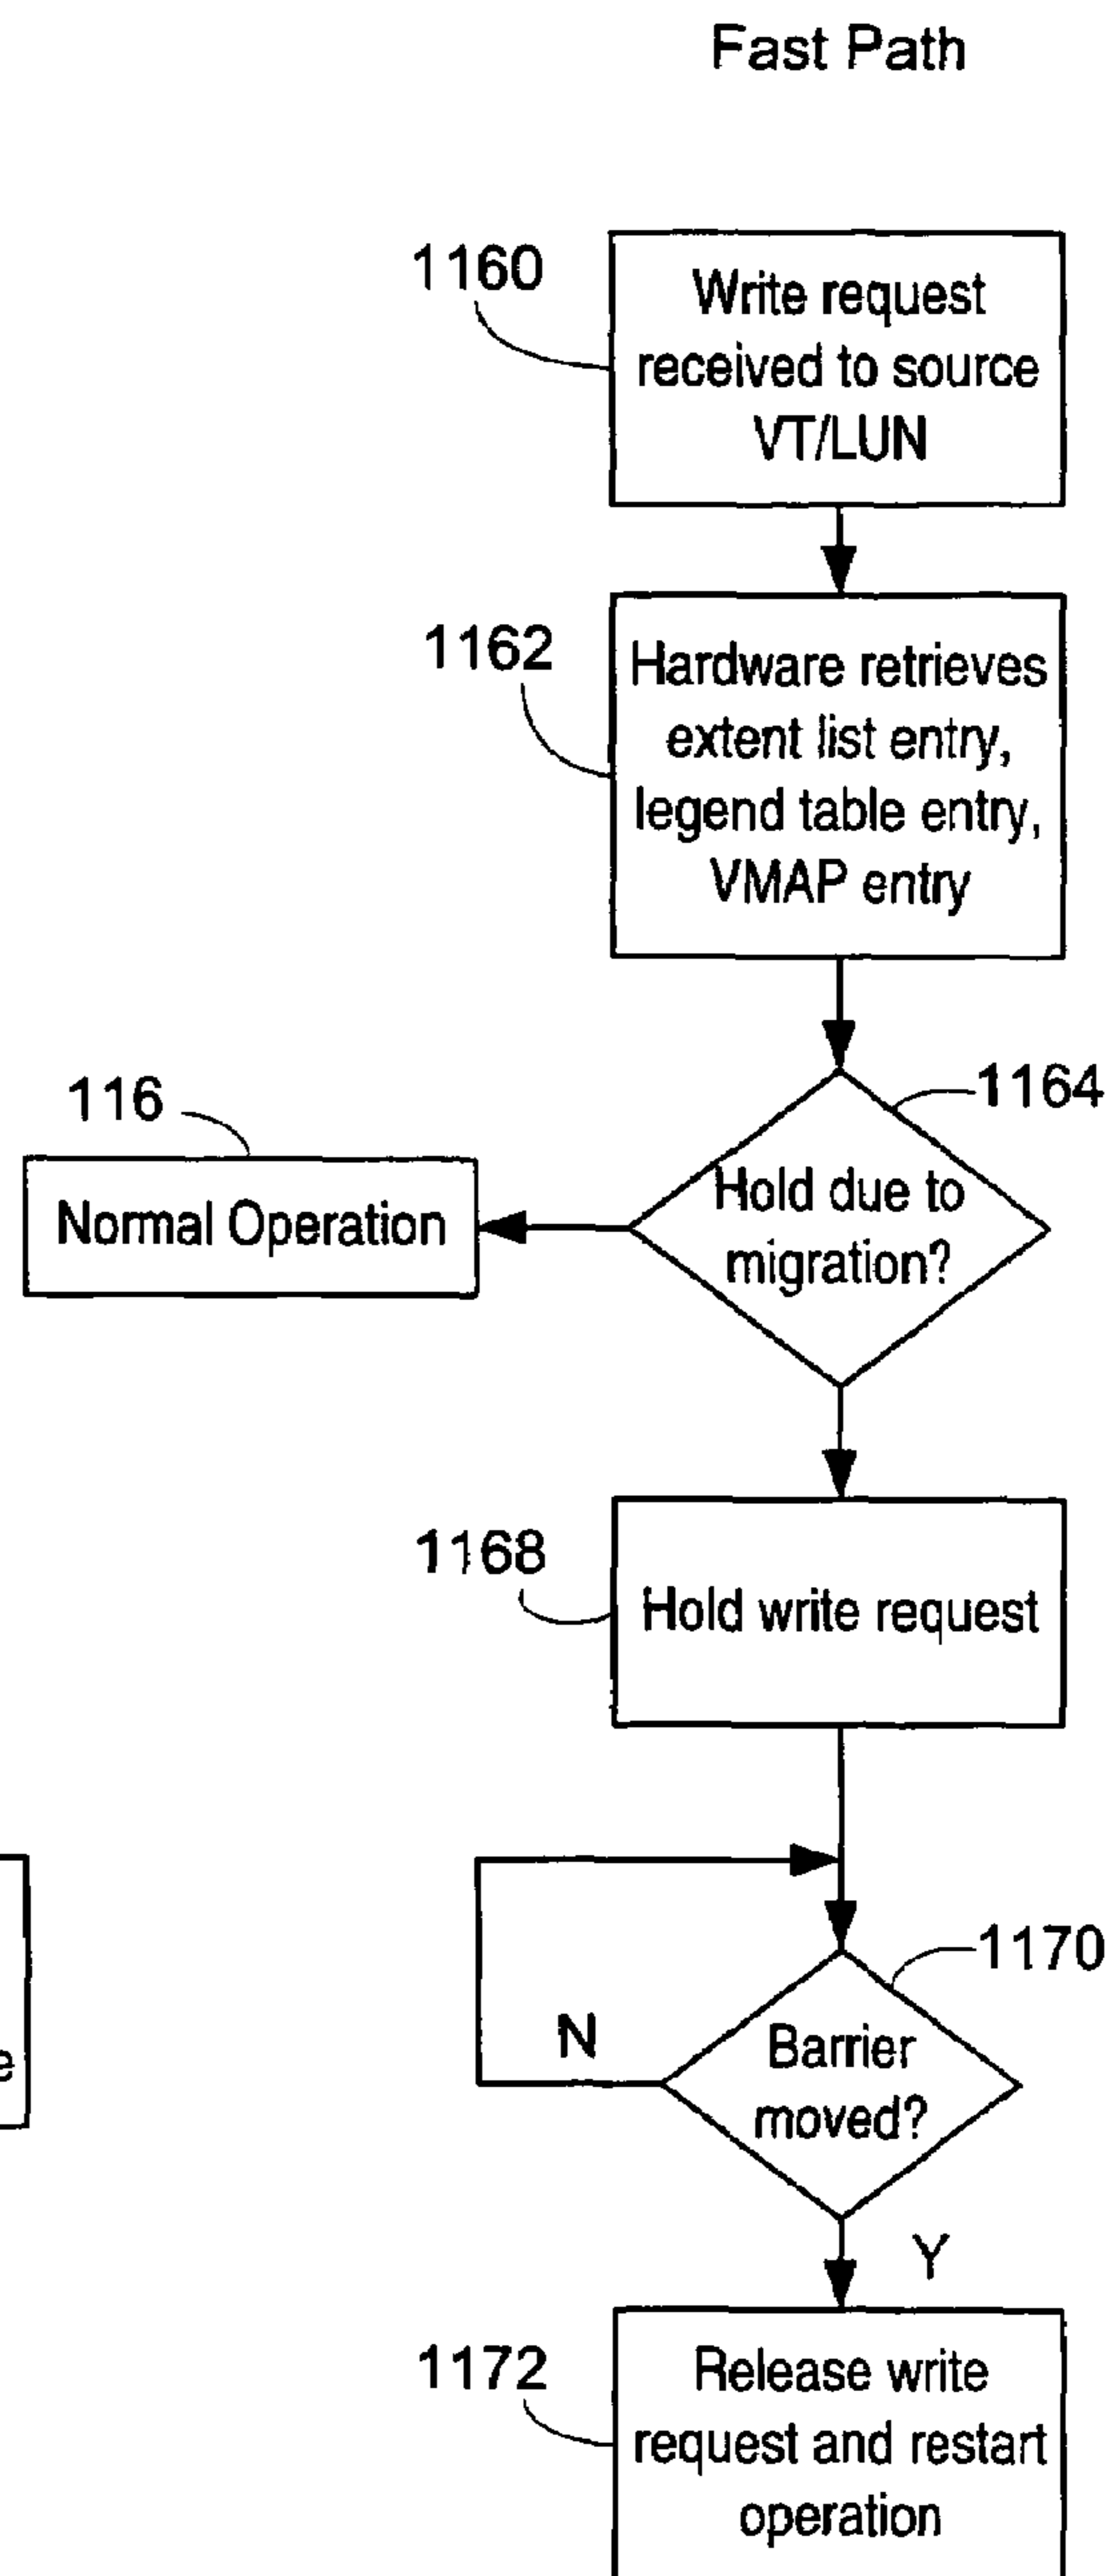 Fast Path
1160
Write request
received to source
VT/LUN
1162
Hardware retrieves
extent list entry,
legend table entry,
VMAP entry
1164
Hold due to
migration?
116
Normal Operation
1168
Hold write request
1170
Barrier
moved?
N
Y
e
1172
Release write
request and restart
operation